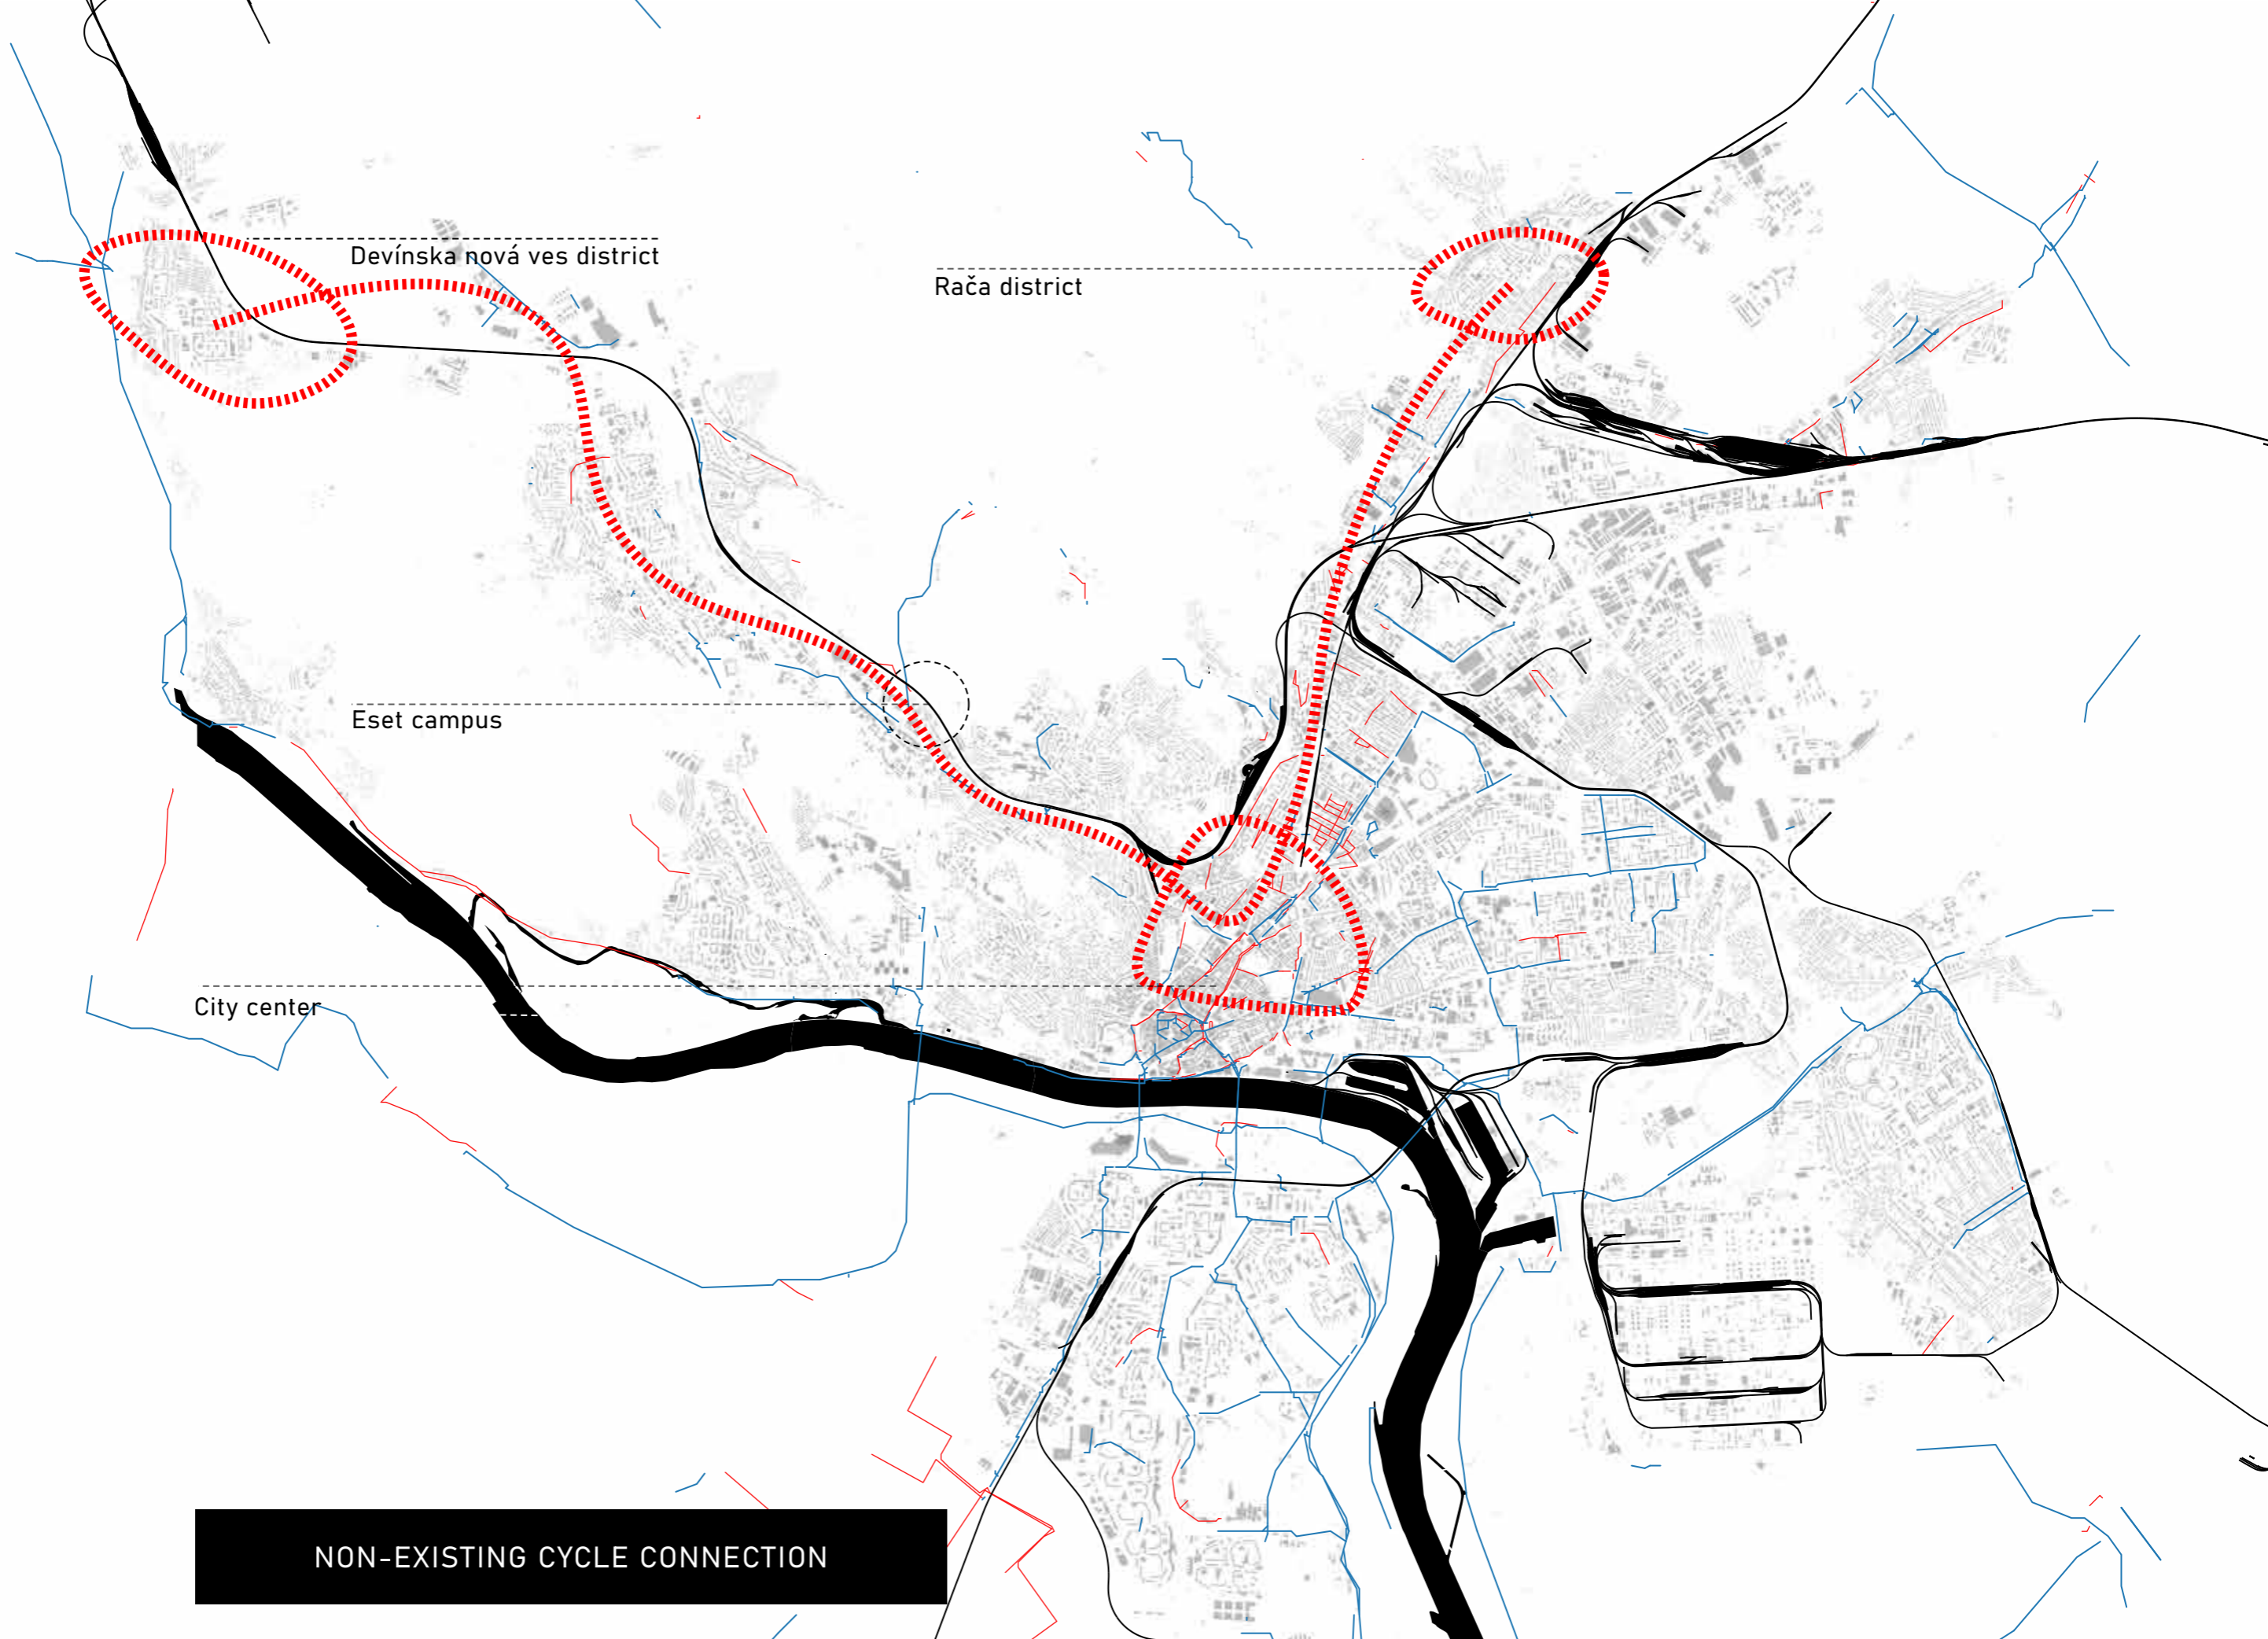 Devínska nová ves district
Rača district
Eset campus
City center
NON-EXISTING CYCLE CONNECTION